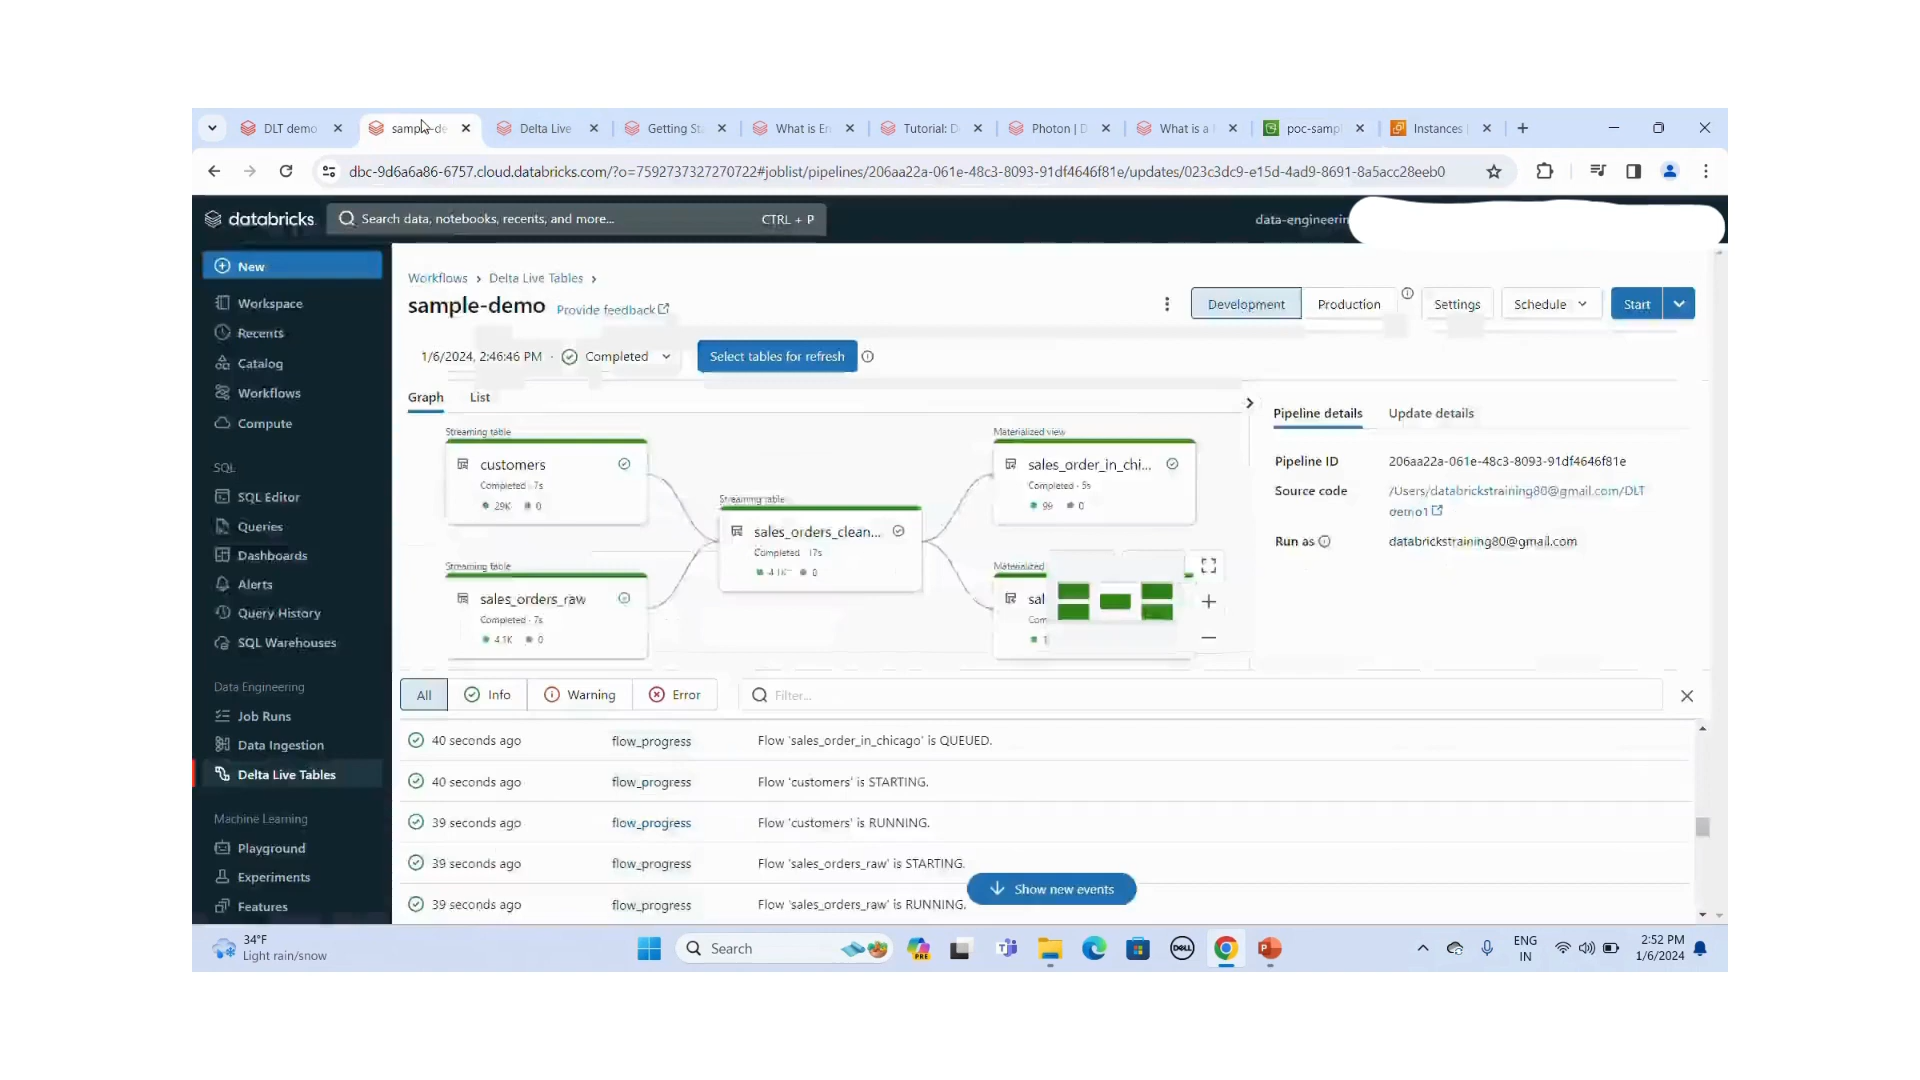 DLT demo
sample-de
Delta Live
Getting Sta
What is En
Tutorial: D
Photon | D
What is a
poc-sampl
Instances
dbc-9d6a6a86-6757.cloud.databricks.com/?o=7592737327270722#joblist/pipelines/206aa22a-061e-48c3-8093-91df4646f81e/updates/023c3dc9-e15d-4ad9-8691-8a5acc28eeb0
databricks
Search data, notebooks, recents, and more...
CTRL + P
data-engineerin
New
Workspace
Recents
Catalog
Workflows
Compute
SQL
SQL Editor
Queries
Dashboards
Alerts
Query History
SQL Warehouses
Data Engineering
Job Runs
Data Ingestion
Delta Live Tables
Machine Learning
Playground
Experiments
Features
Workflows › Delta Live Tables ›
sample-demo
Provide feedback
Development
Production
Settings
Schedule
Start
1/6/2024, 2:46:46 PM · Completed
Select tables for refresh
Graph
List
Streaming table
customers
Completed · 7s
29K 0
Streaming table
sales_orders_raw
Completed · 7s
4.1K 0
Streaming table
sales_orders_clean...
Completed · 17s
4.1K 0
Materialized view
sales_order_in_chi...
Completed · 5s
99 0
Materialized
sal
Com
1
Pipeline details
Update details
Pipeline ID
206aa22a-061e-48c3-8093-91df4646f81e
Source code
/Users/databrickstraining80@gmail.com/DLT
demo1
Run as
databrickstraining80@gmail.com
All
Info
Warning
Error
Filter...
40 seconds ago flow_progress Flow 'sales_order_in_chicago' is QUEUED.
40 seconds ago flow_progress Flow 'customers' is STARTING.
39 seconds ago flow_progress Flow 'customers' is RUNNING.
39 seconds ago flow_progress Flow 'sales_orders_raw' is STARTING.
39 seconds ago flow_progress Flow 'sales_orders_raw' is RUNNING.
Show new events
34°F
Light rain/snow
Search
PRE
DELL
ENG
IN
2:52 PM
1/6/2024